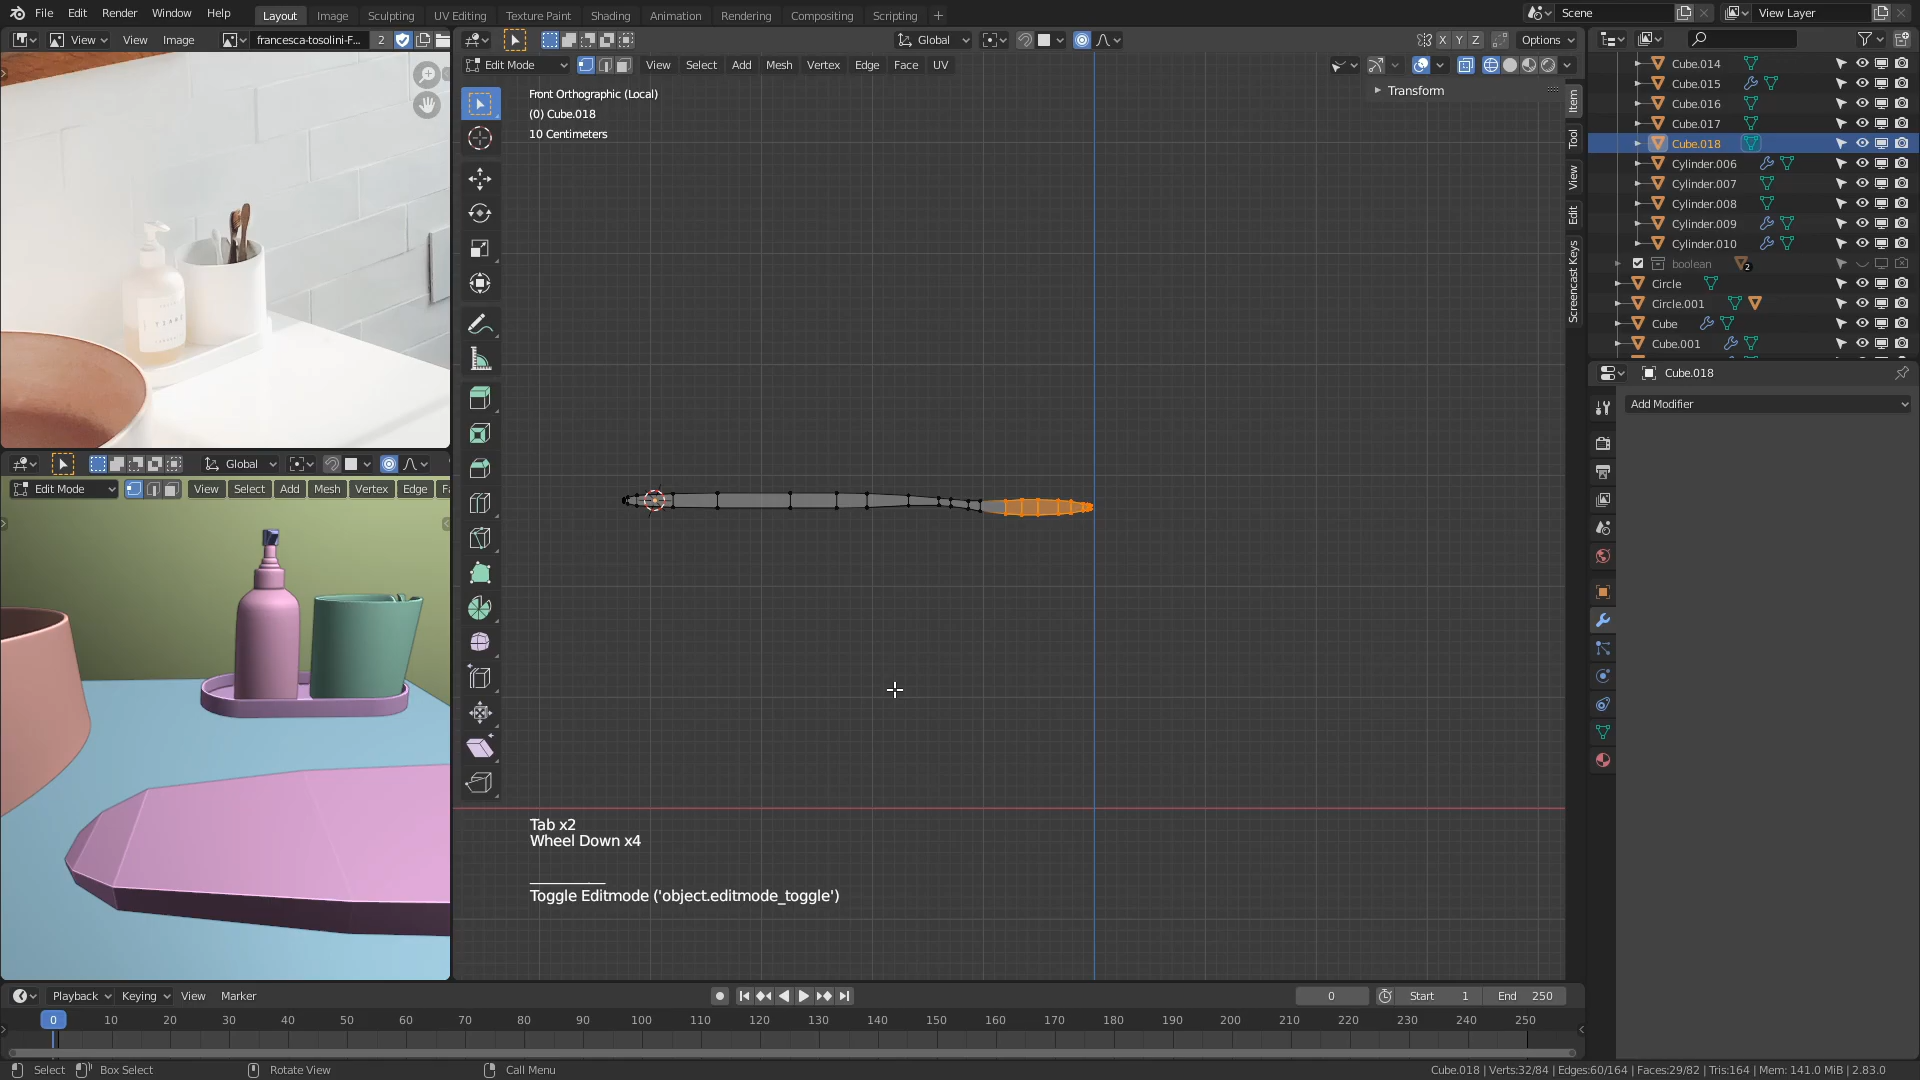 File Edit Render Window Help Layout Image Sculpting UV Editing Texture Paint Shading Animation Rendering Compositing Scripting + Scene View Layer
View View Image francesca-tosolini-F... 2 Global X Y Z Options
Edit Mode View Select Add Mesh Vertex Edge Face UV
Front Orthographic (Local)
(0) Cube.018
10 Centimeters
Transform
Item
Tool
View
Edit
Screencast Keys
Cube.014
Cube.015
Cube.016
Cube.017
Cube.018
Cylinder.006
Cylinder.007
Cylinder.008
Cylinder.009
Cylinder.010
boolean 2
Circle
Circle.001
Cube
Cube.001
Cube.018
Add Modifier
Global
Edit Mode View Select Add Mesh Vertex Edge
Tab x2
Wheel Down x4
Toggle Editmode ('object.editmode_toggle')
Playback Keying View Marker 0 Start 1 End 250
0 10 20 30 40 50 60 70 80 90 100 110 120 130 140 150 160 170 180 190 200 210 220 230 240 250
Select Box Select Rotate View Call Menu Cube.018 | Verts:32/84 | Edges:60/164 | Faces:29/82 | Tris:164 | Mem: 141.0 MiB | 2.83.0